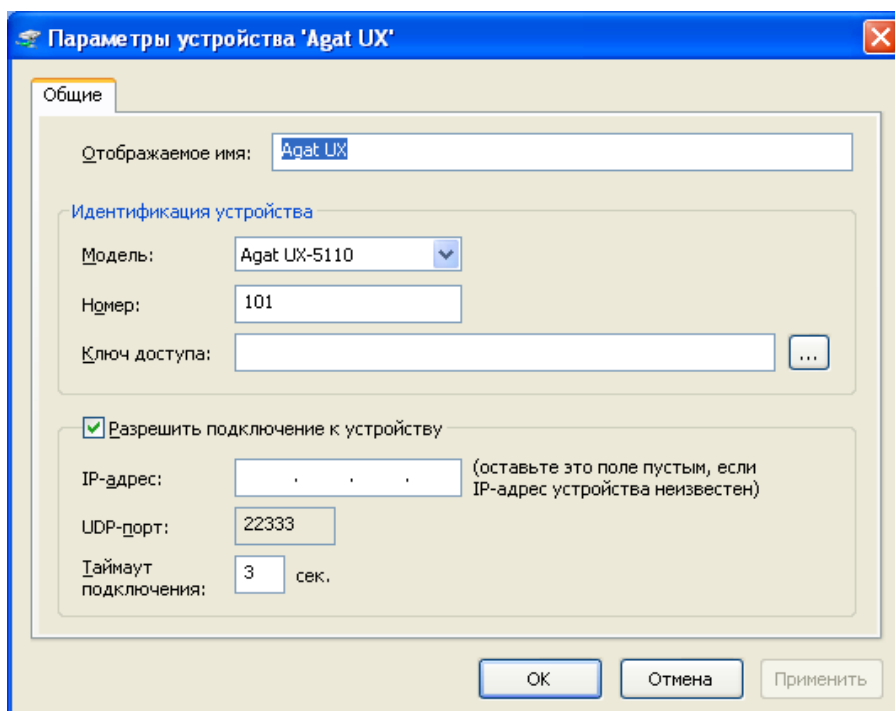 Параметры устройства 'Agat UX'
Общие
Отображаемое имя: Agat UX
Идентификация устройства
Модель: Agat UX-5110
Номер: 101
Ключ доступа: ...
Разрешить подключение к устройству
IP-адрес: . . . (оставьте это поле пустым, если
IP-адрес устройства неизвестен)
UDP-порт: 22333
Таймаут
подключения: 3 сек.
OK Отмена Применить